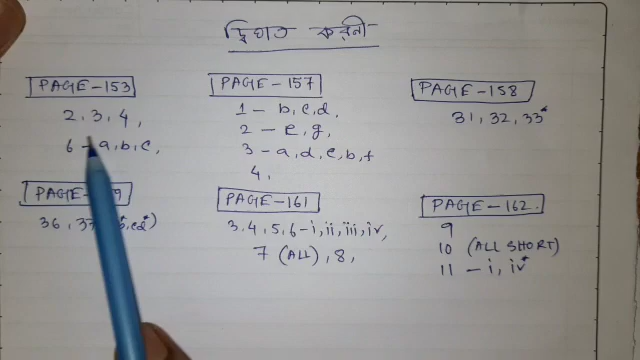 দ্বিঘাত করণী
PAGE-153
2, 3, 4,
6 - a, b, c,
PAGE-157
1 - b, c, d,
2 - e, g,
3 - a, d, e, b, f
4,
PAGE-158
31, 32, 33*
36, 37
PAGE-161
3, 4, 5, 6 - i, ii, iii, iv,
7 (ALL), 8,
PAGE-162.
9
10 (ALL SHORT)
11 - i, iv*